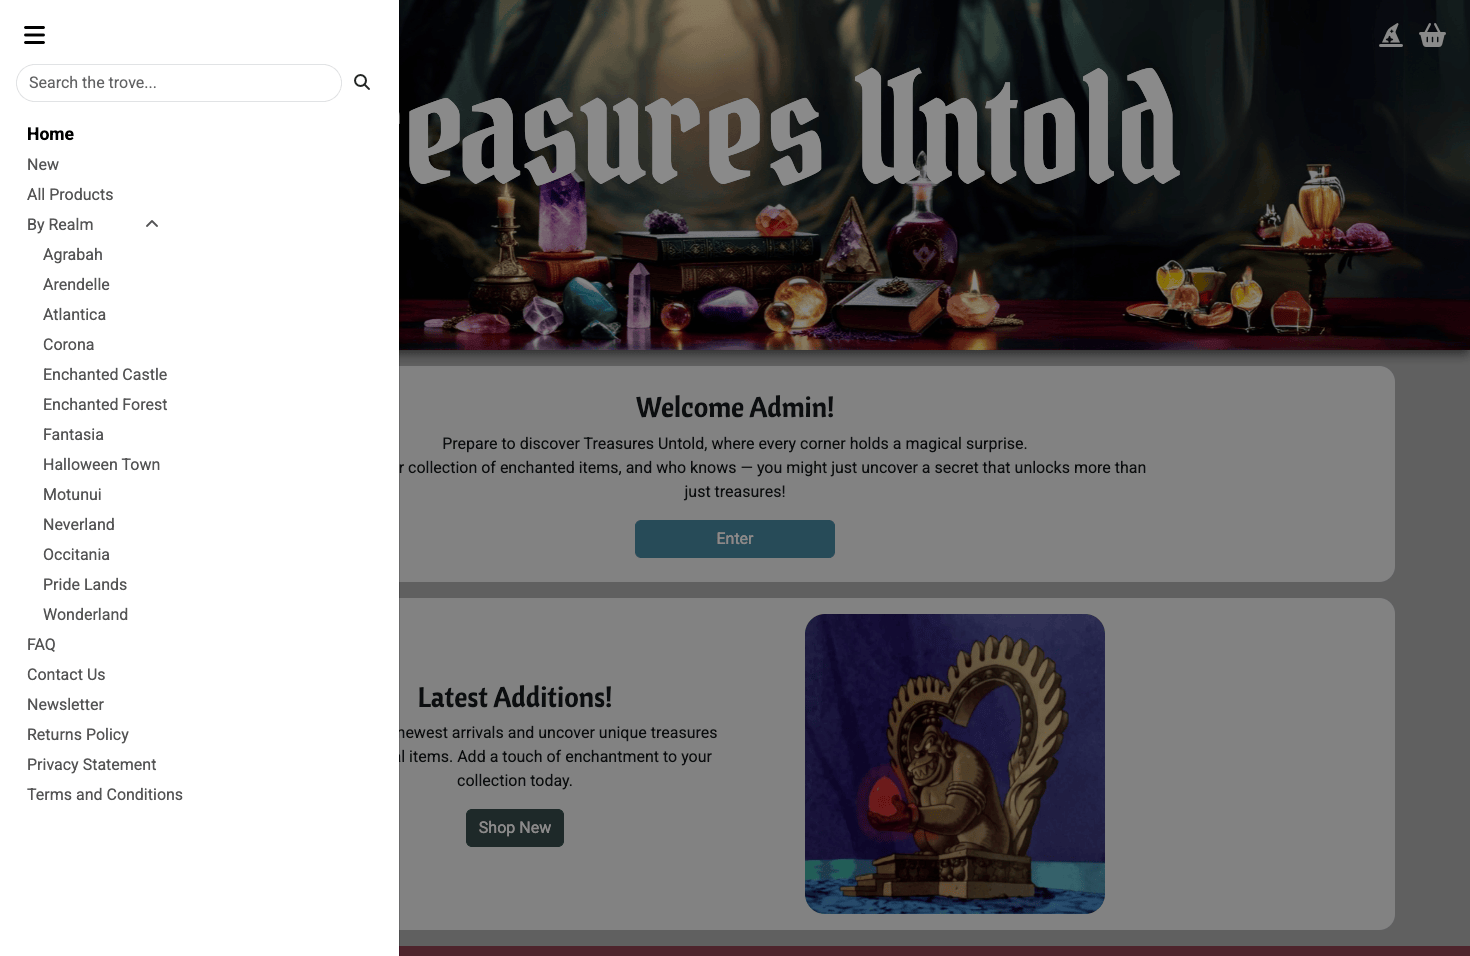 Search the trove...
Home
New
All Products
By Realm
Agrabah
Arendelle
Atlantica
Corona
Enchanted Castle
Enchanted Forest
Fantasia
Halloween Town
Motunui
Neverland
Occitania
Pride Lands
Wonderland
FAQ
Contact Us
Newsletter
Returns Policy
Privacy Statement
Terms and Conditions
easures Untold
Welcome Admin!
Prepare to discover Treasures Untold, where every corner holds a magical surprise.
r collection of enchanted items, and who knows — you might just uncover a secret that unlocks more than
just treasures!
Enter
Latest Additions!
newest arrivals and uncover unique treasures
l items. Add a touch of enchantment to your
collection today.
Shop New